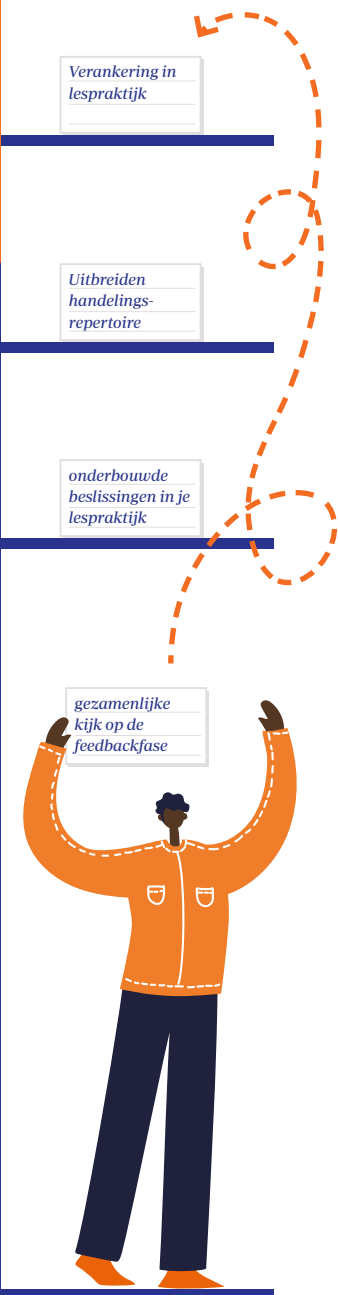 Verankering in
lespraktijk
Uitbreiden
handelings-
repertoire
onderbouwde
beslissingen in je
lespraktijk
gezamenlijke
kijk op de
feedbackfase